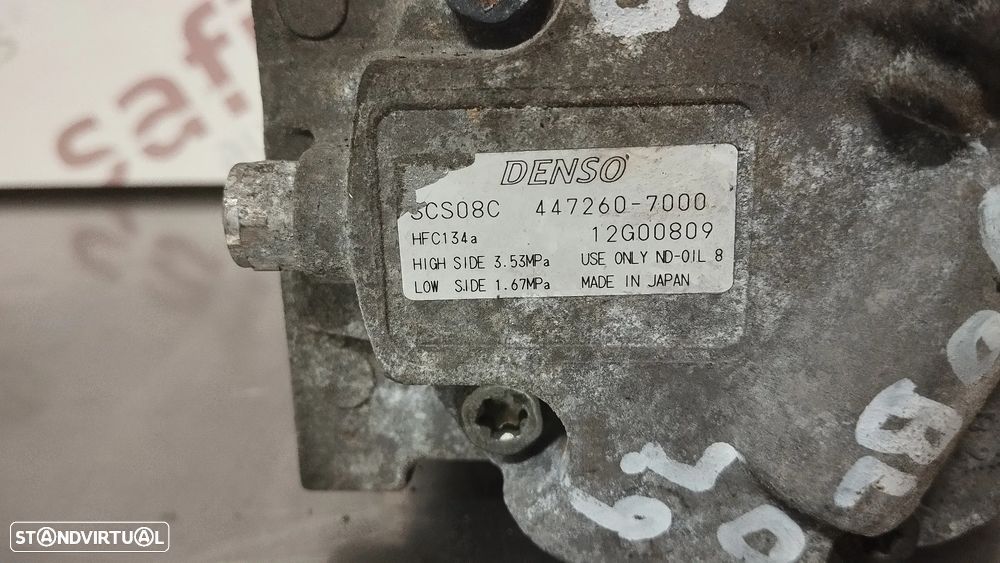 DENSO
SCS08C 447260-7000
HFC134a 12G00809
HIGH SIDE 3.53MPa USE ONLY ND-OIL 8
LOW SIDE 1.67MPa MADE IN JAPAN
STANDVIRTUAL